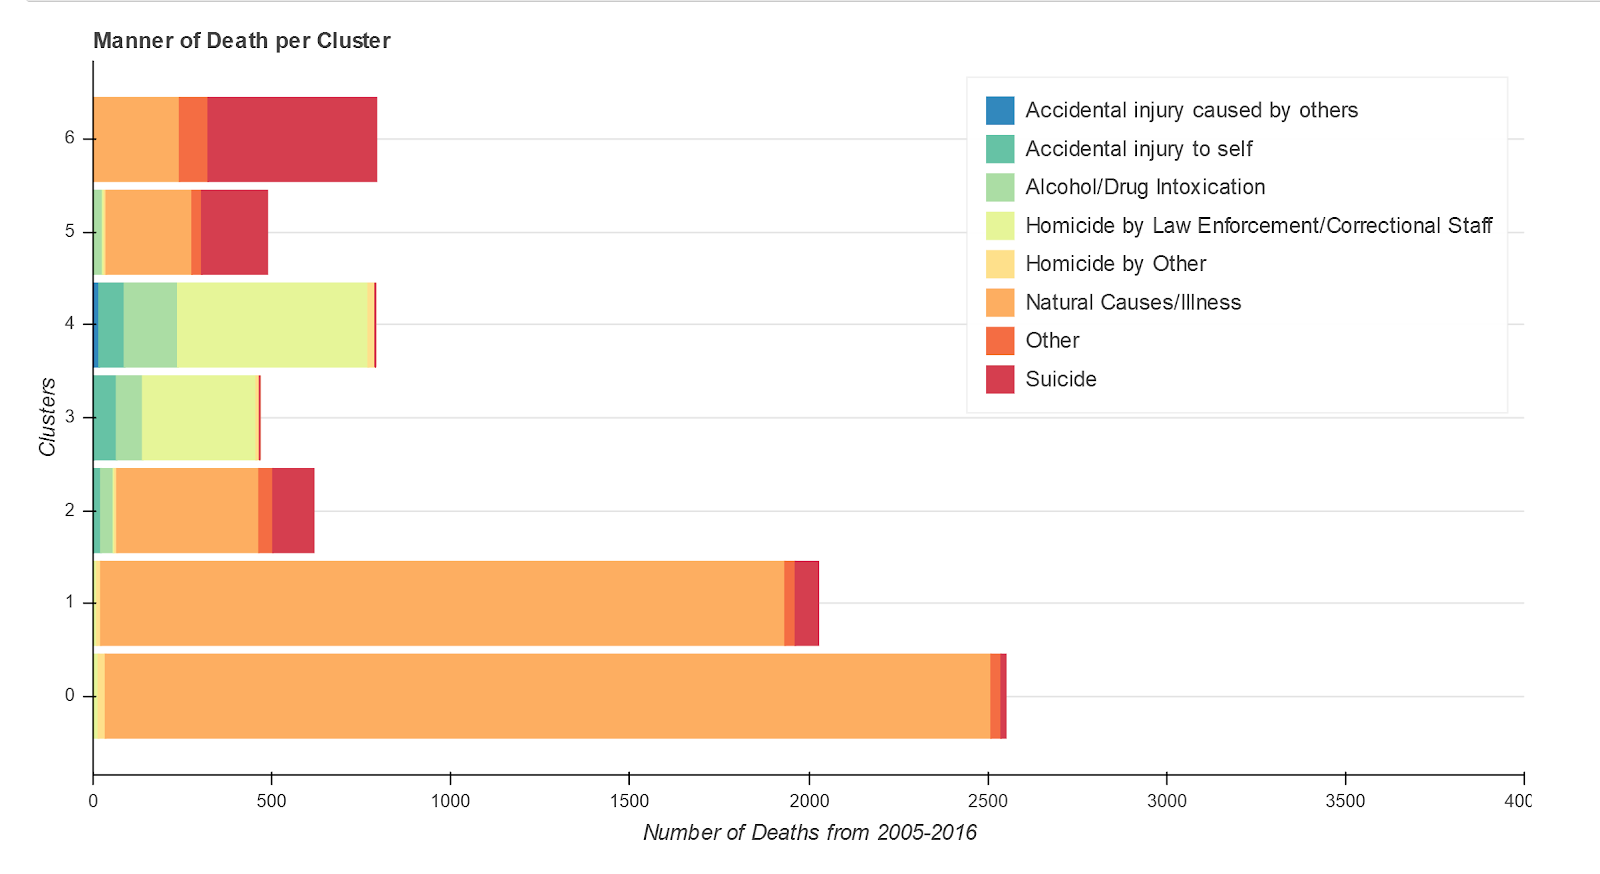 Manner of Death per Cluster
Accidental injury caused by others
Accidental injury to self
Alcohol/Drug Intoxication
Homicide by Law Enforcement/Correctional Staff
Homicide by Other
Natural Causes/Illness
Other
Suicide
6
5
4
3
2
1
0
Clusters
0 500 1000 1500 2000 2500 3000 3500 400
Number of Deaths from 2005-2016